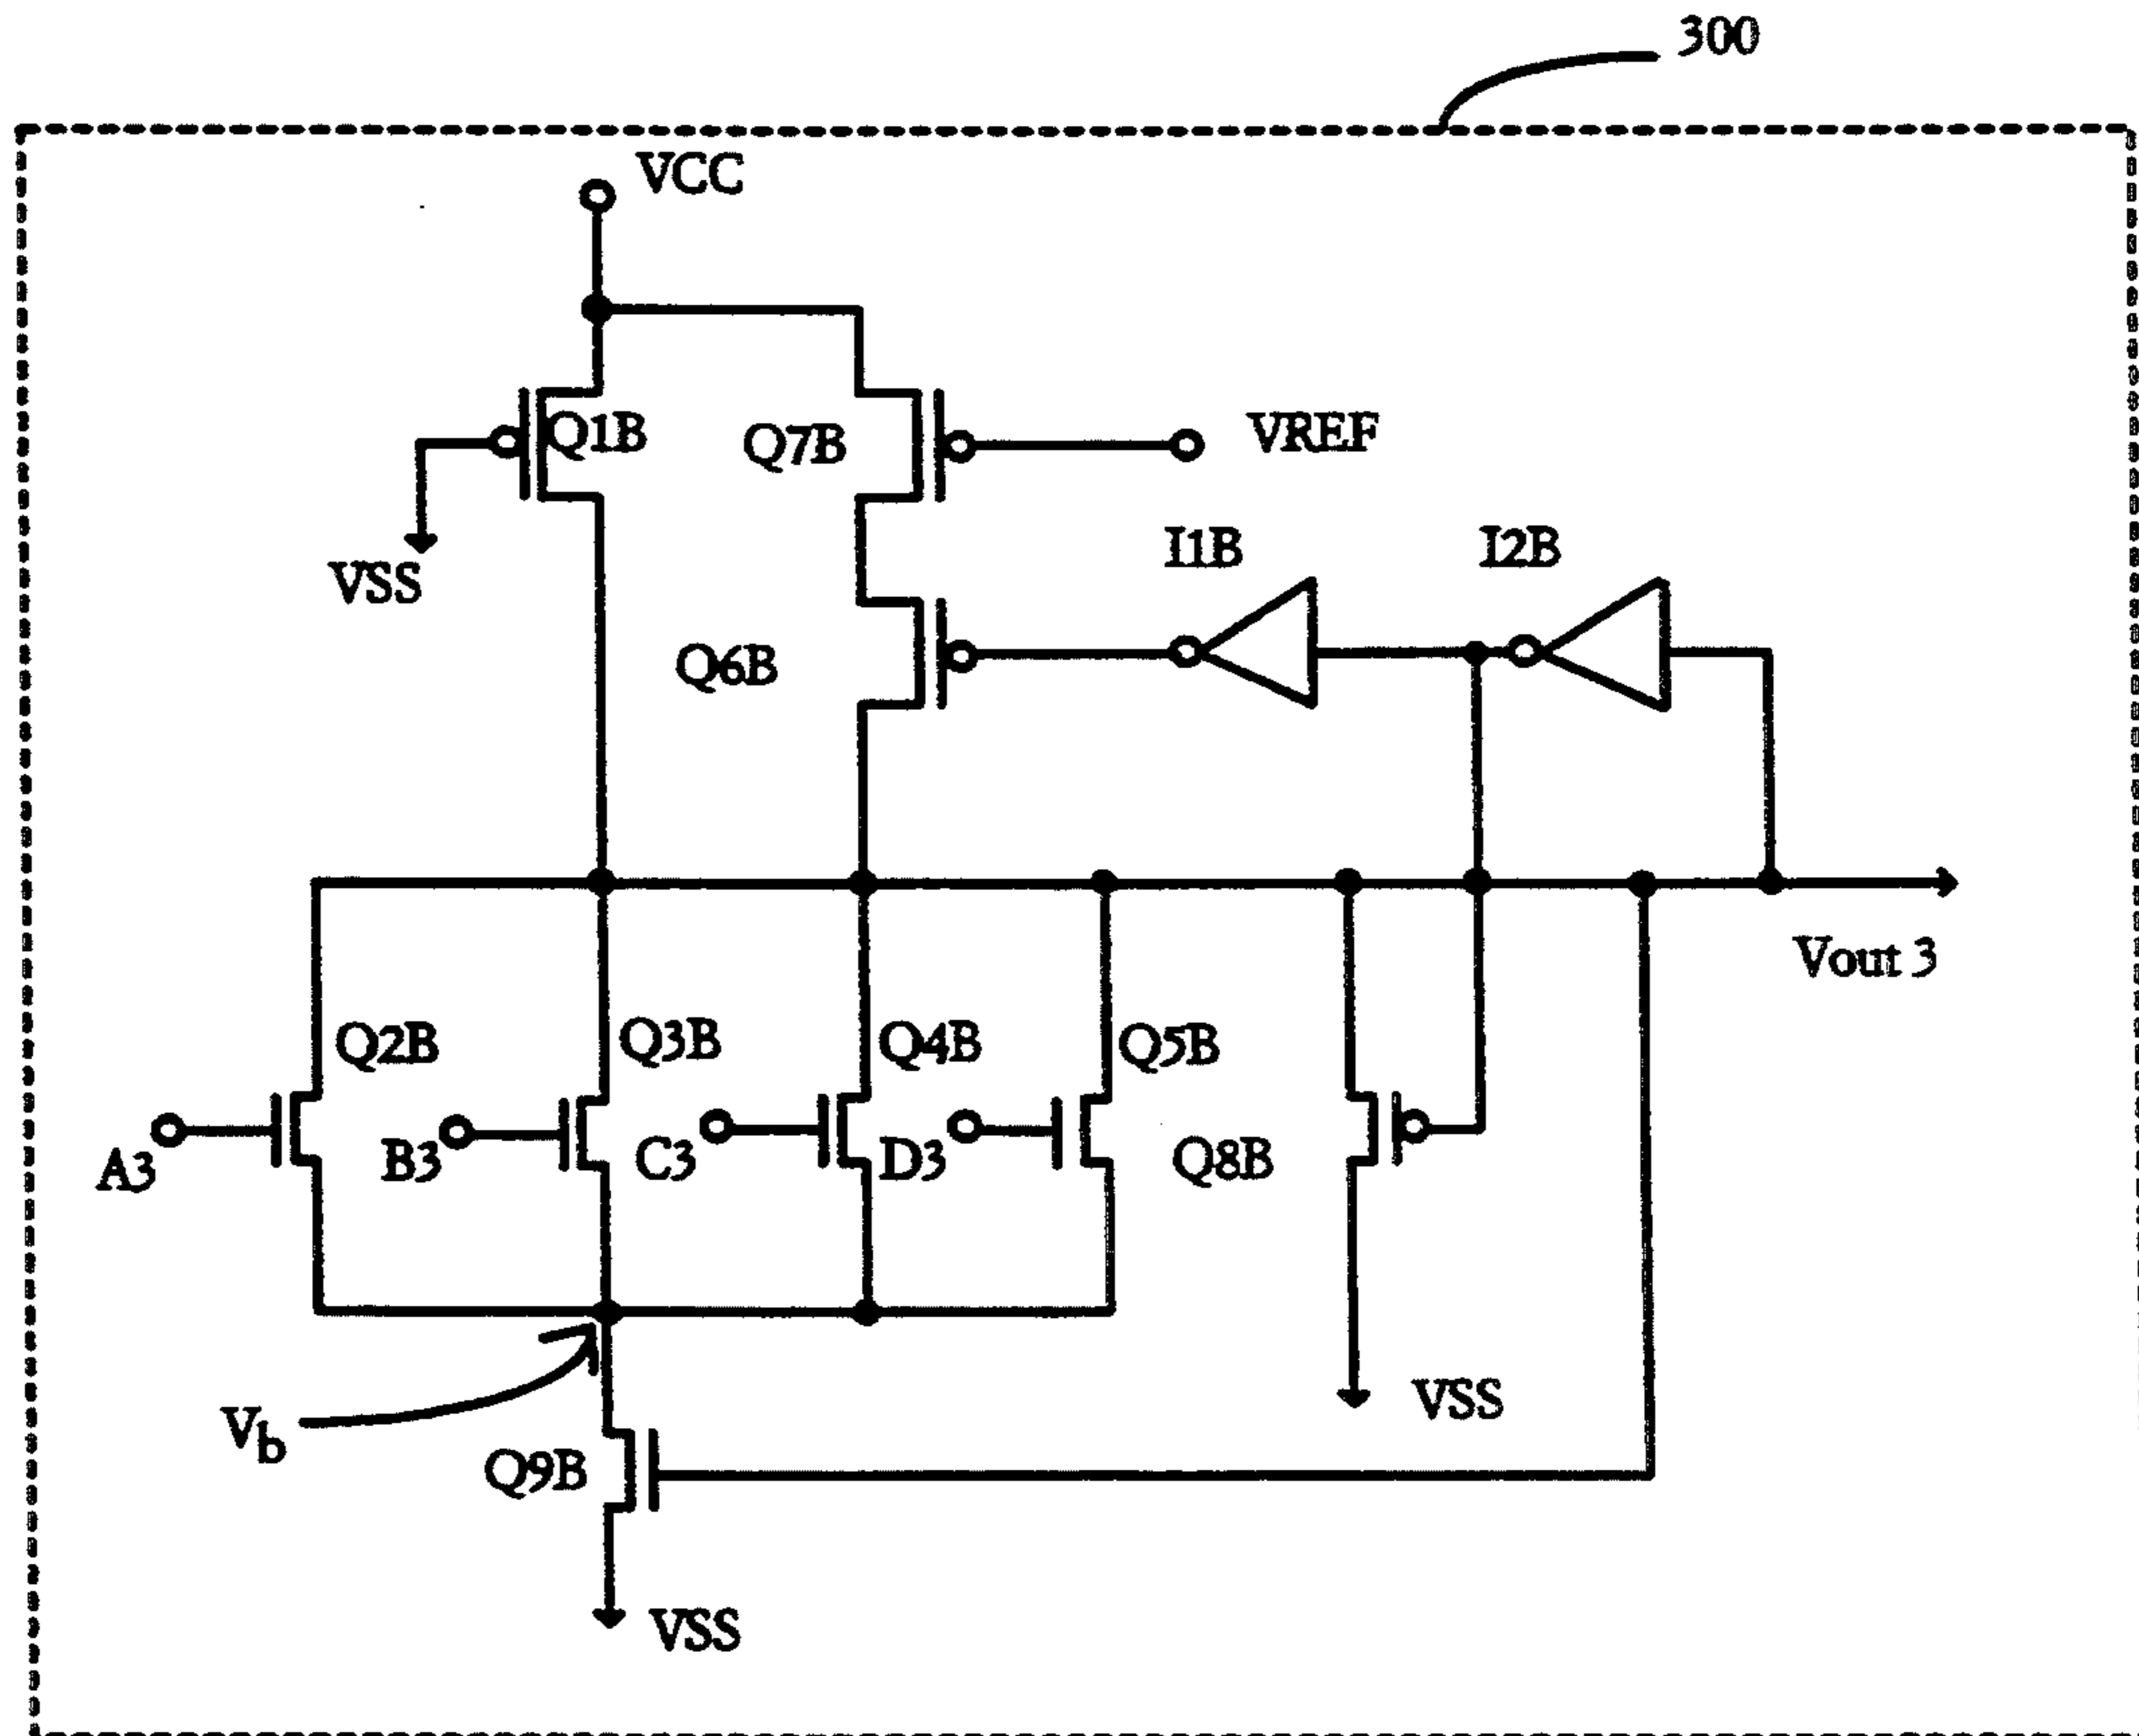 300
VCC
Q1B
Q7B
VREF
VSS
I1B
I2B
Q6B
Vout 3
Q2B
Q3B
Q4B
Q5B
A3
B3
C3
D3
Q8B
Vb
VSS
Q9B
VSS